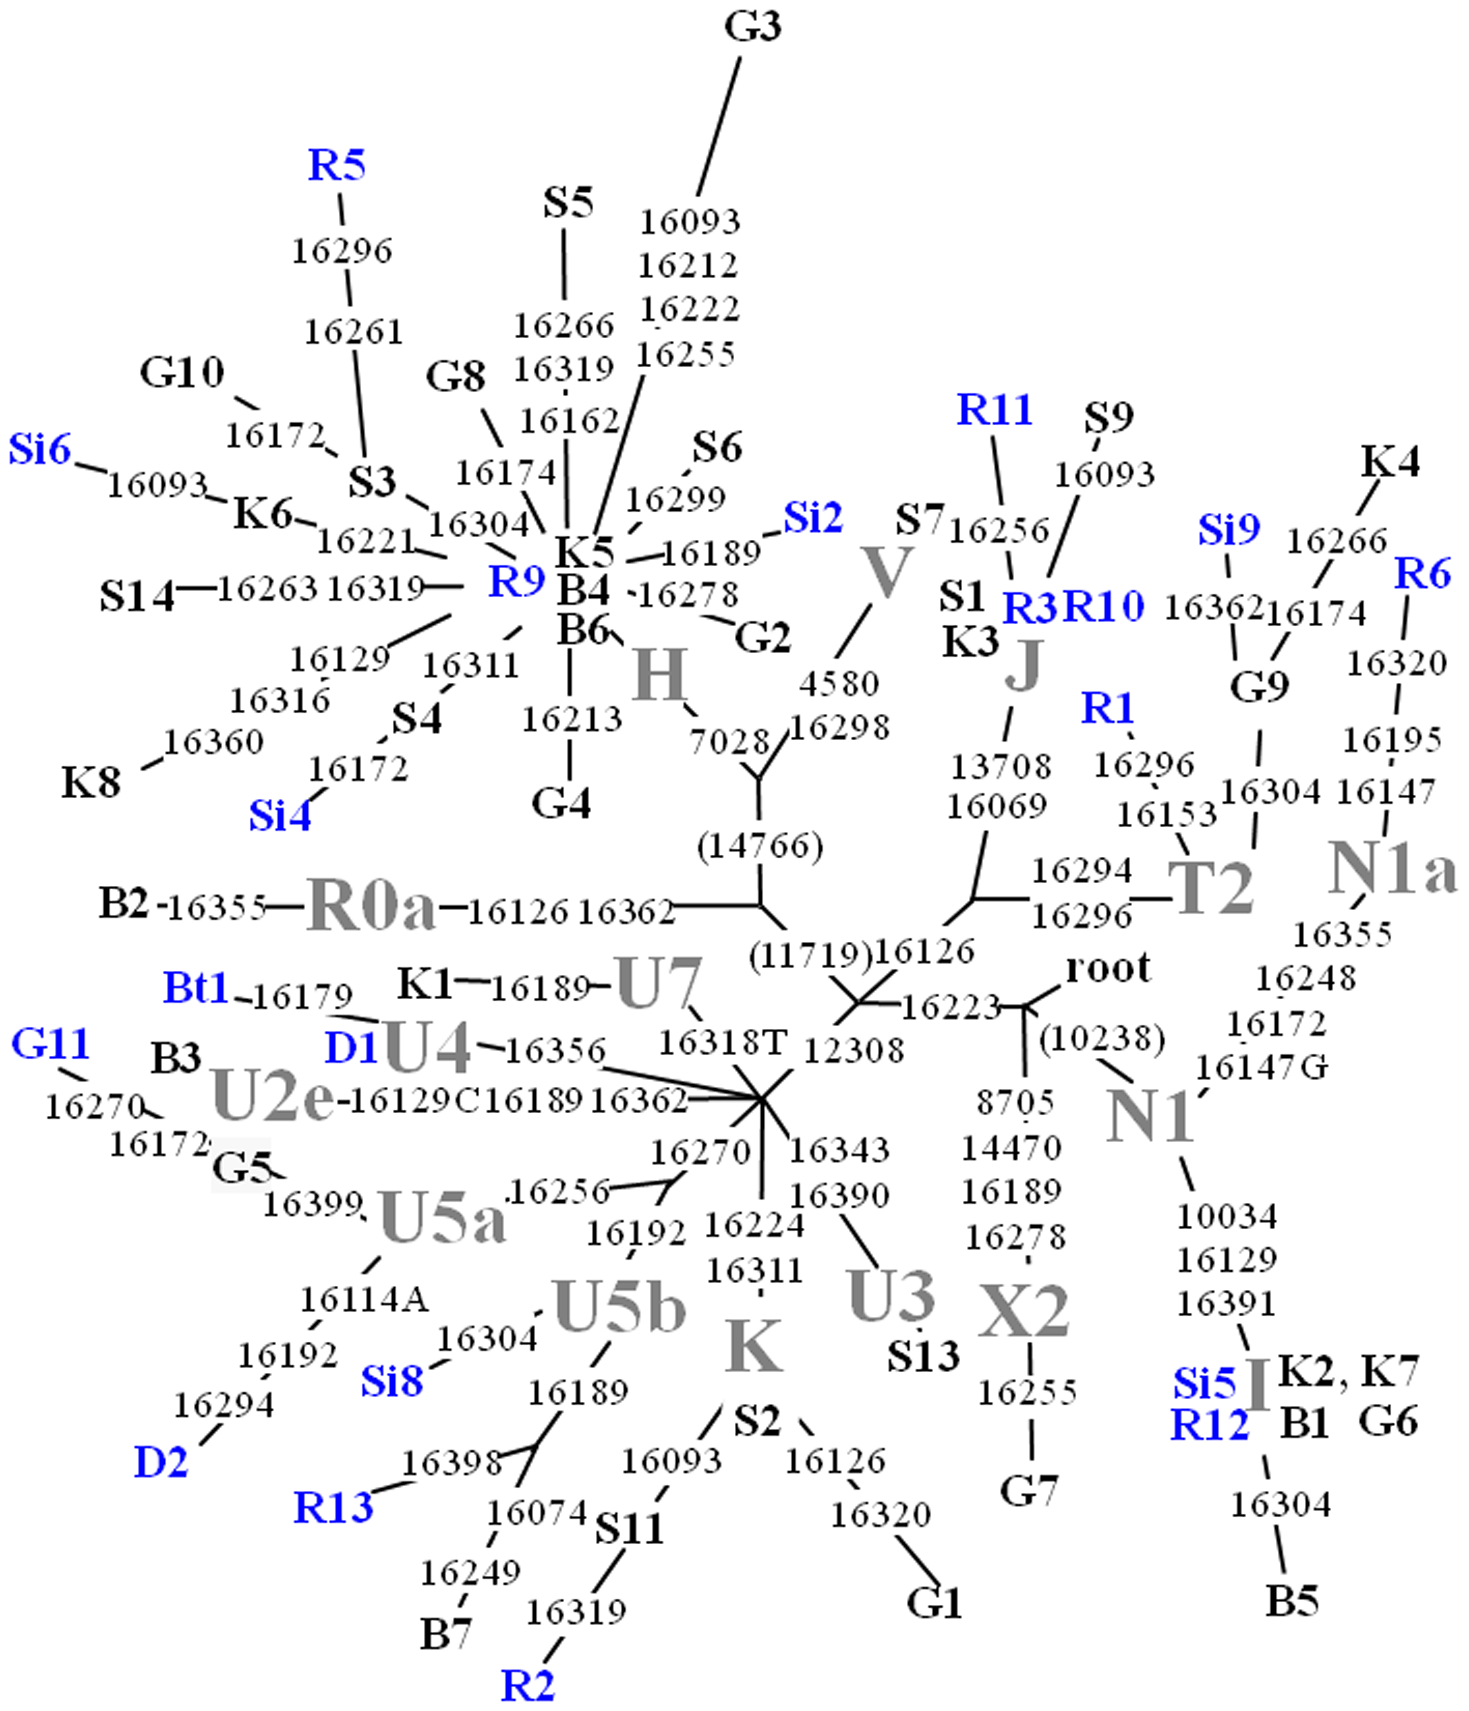 G3
R5
S5
16093
16296
16212
16222
16266
16261
16255
G10
G8
16319
R11
S9
16162
16172
Si6
S6
K4
16174
16093
16093
S3
16299
K6
Si2
S7
16256
Si9
16304
16266
16221
K5
16189
V
R9
R6
S14
16263 16319
B4
16278
S1
R3 R10
16362
16174
B6
G2
K3
16129
16311
H
J
16320
4580
G9
16316
S4
16213
R1
16298
7028
16195
16360
16172
13708
16296
K8
16304
16147
G4
16069
16153
Si4
(14766)
16294
N1a
T2
B2
16355
R0a
16126 16362
16296
16355
(11719)
16126
root
16248
Bt1
16179
K1
16189
U7
16223
16172
G11
B3
D1
U4
16356
16318T
12308
(10238)
16147G
U2e
16129C 16189 16362
8705
N1
16270
16172
16270
16343
14470
G5
16399
16256
16390
16189
U5a
16192
16224
10034
16278
16311
16129
16114A
U5b
U3
X2
16391
16304
K
16192
S13
Si8
Si5
I
K2, K7
16189
16255
16294
S2
R12
B1
G6
D2
16398
16093
16126
G7
R13
16074
16304
S11
16320
16249
B5
16319
G1
B7
R2